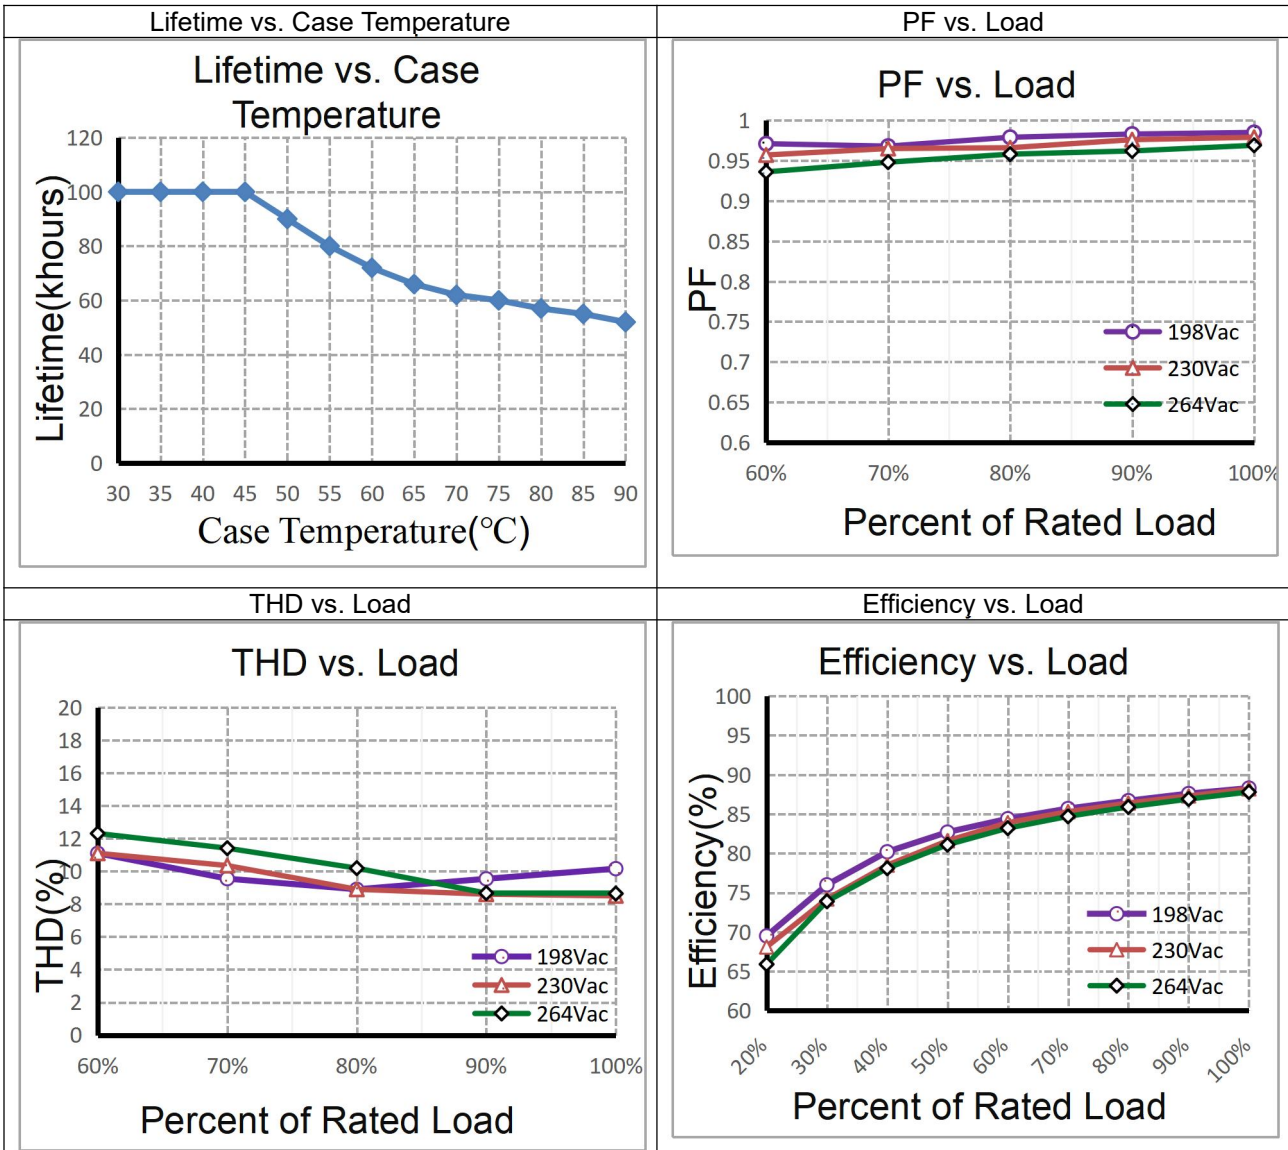 Lifetime vs. Case Temperature
PF vs. Load
Lifetime vs. Case
Temperature
120
100
80
60
40
20
0
Lifetime(khours)
30 35 40 45 50 55 60 65 70 75 80 85 90
Case Temperature(°C)
PF vs. Load
1
0.95
0.9
0.85
0.8
0.75
0.7
0.65
0.6
PF
198Vac
230Vac
264Vac
60% 70% 80% 90% 100%
Percent of Rated Load
THD vs. Load
Efficiency vs. Load
THD vs. Load
20
18
16
14
12
10
8
6
4
2
0
THD(%)
198Vac
230Vac
264Vac
60% 70% 80% 90% 100%
Percent of Rated Load
Efficiency vs. Load
100
95
90
85
80
75
70
65
60
Efficiency(%)
198Vac
230Vac
264Vac
20% 30% 40% 50% 60% 70% 80% 90% 100%
Percent of Rated Load